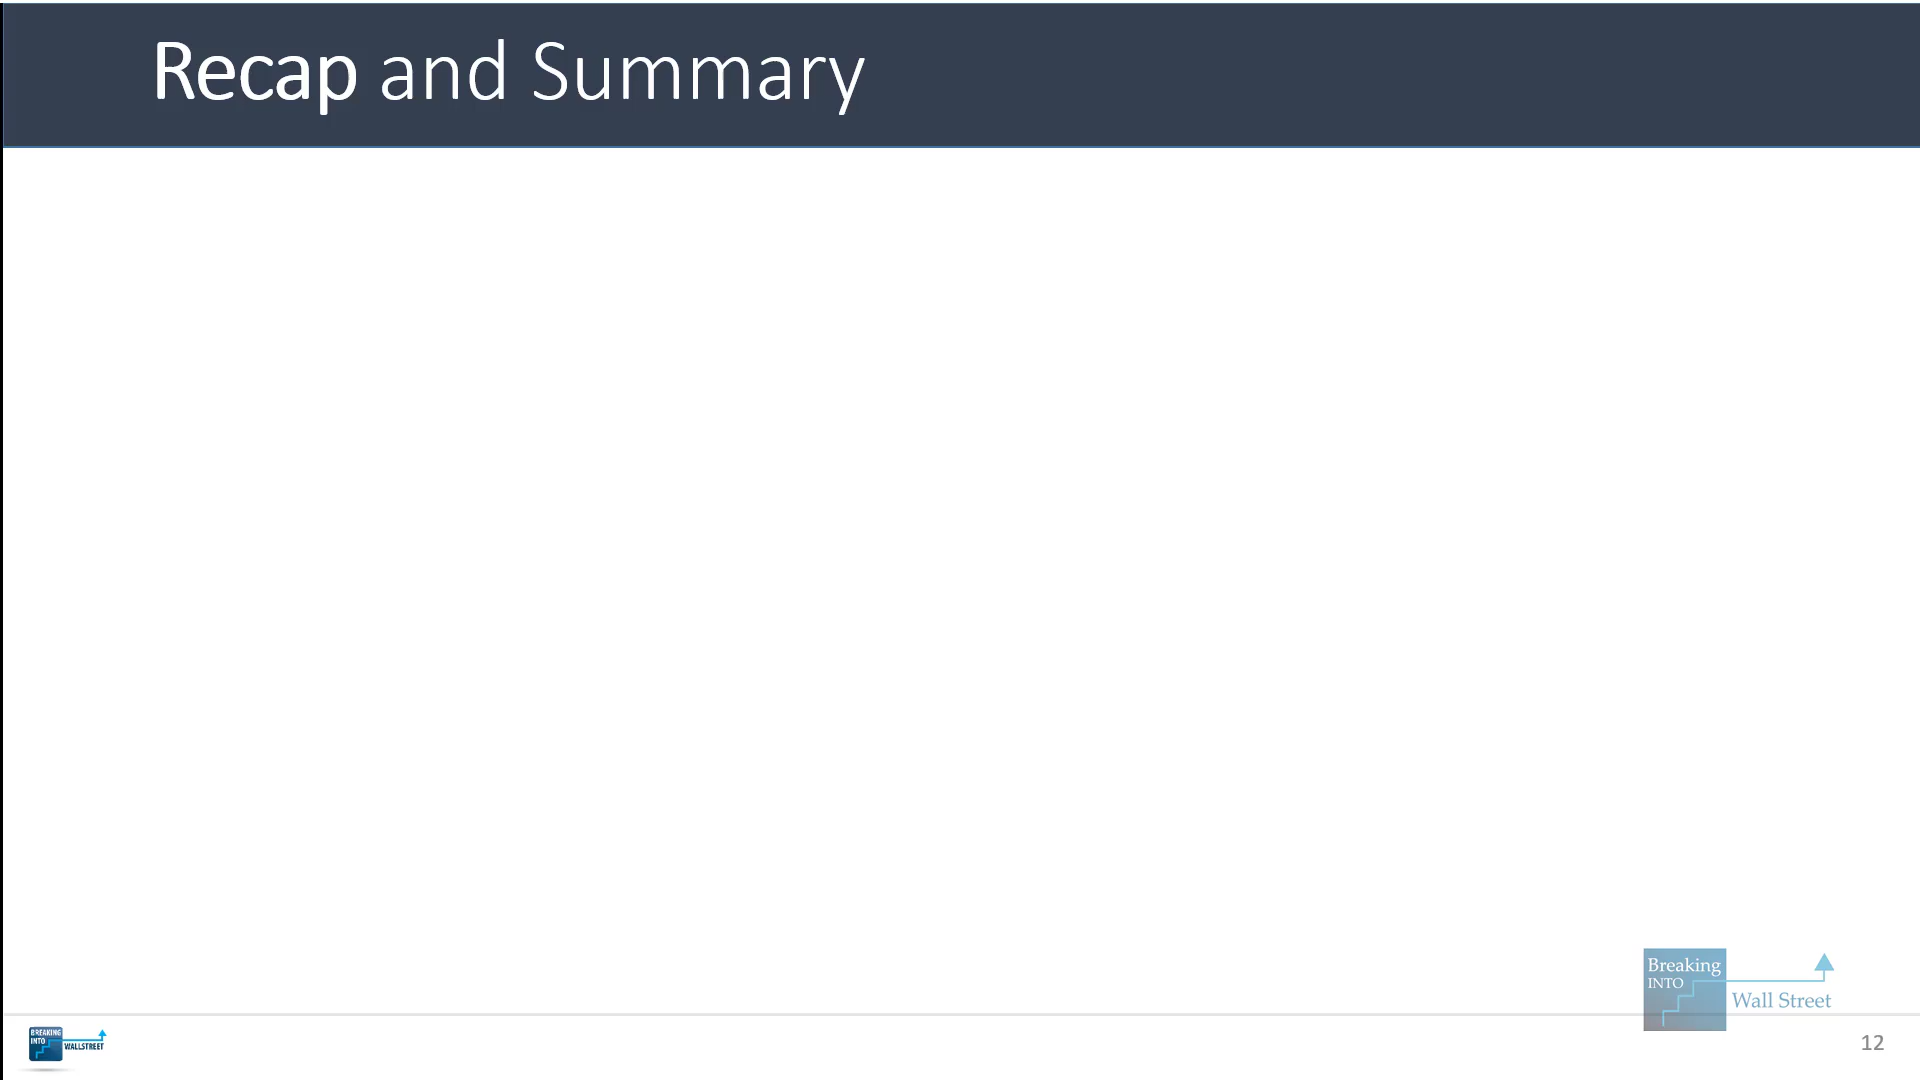 Recap and Summary
Breaking
INTO
Wall Street
BREAKING
INTO
WALLSTREET
12